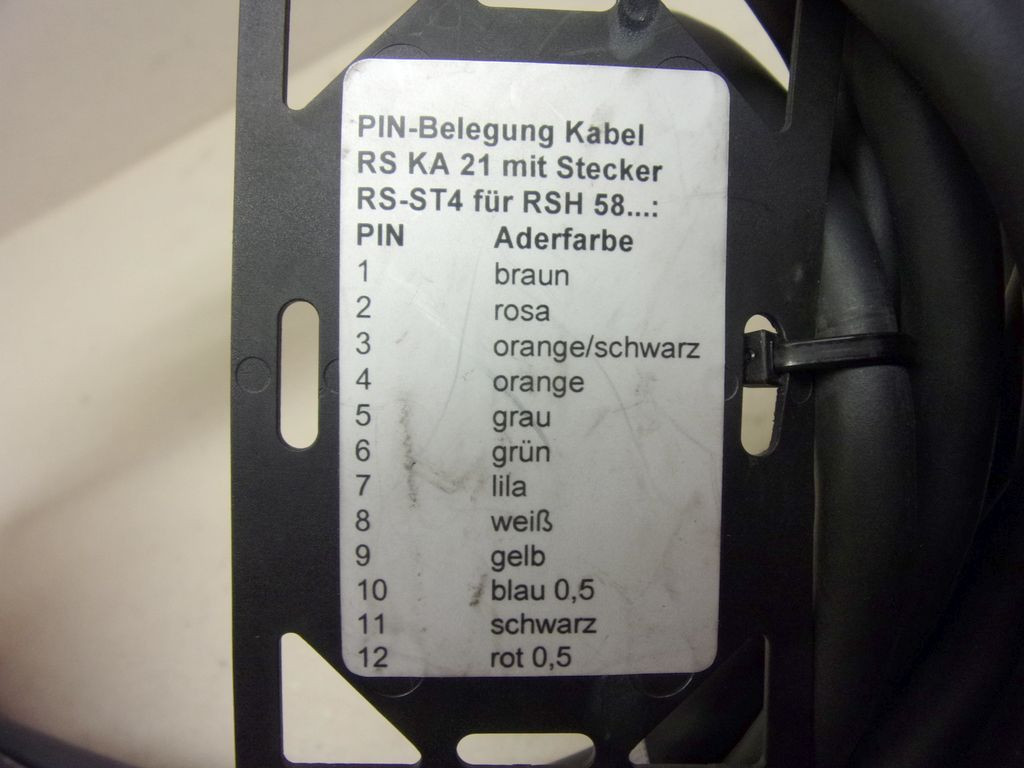 PIN-Belegung Kabel
RS KA 21 mit Stecker
RS-ST4 für RSH 58...:
PIN Aderfarbe
1 braun
2 rosa
3 orange/schwarz
4 orange
5 grau
6 grün
7 lila
8 weiß
9 gelb
10 blau 0,5
11 schwarz
12 rot 0,5